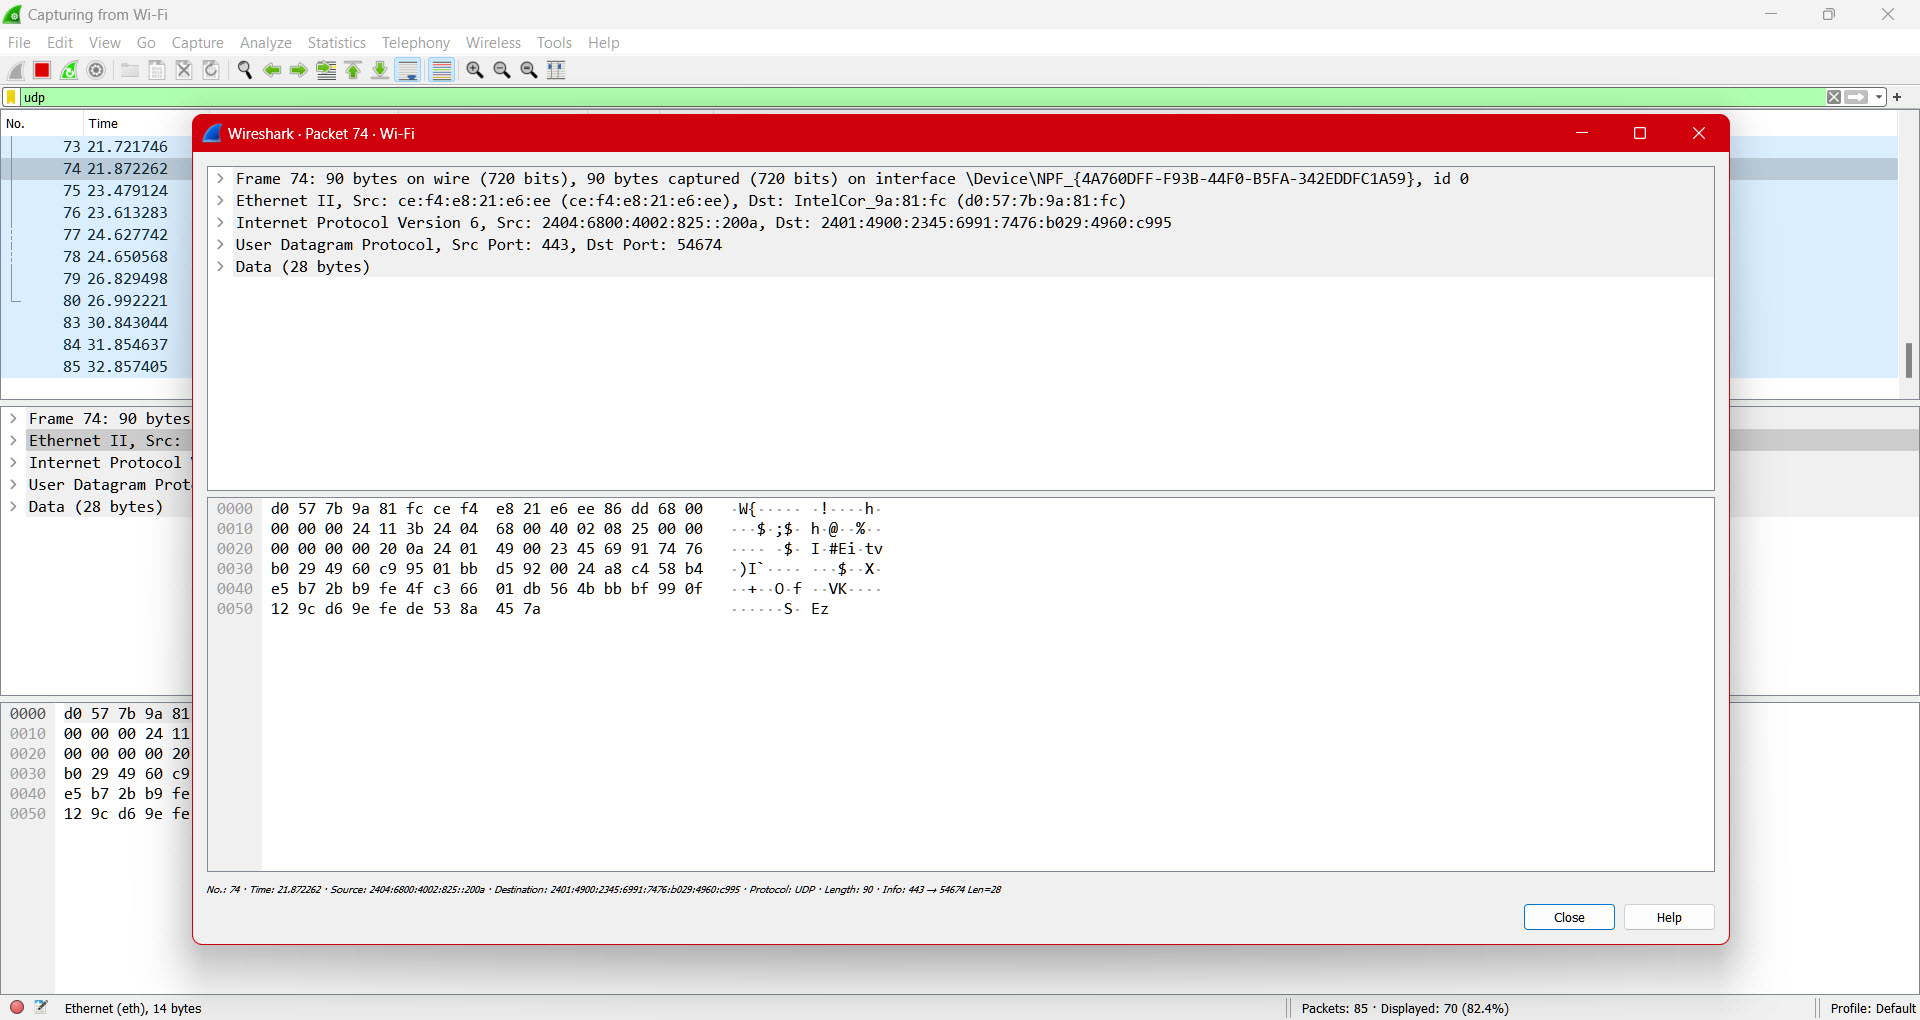 Capturing from Wi-Fi
File Edit View Go Capture Analyze Statistics Telephony Wireless Tools Help
udp
No. Time
73 21.721746
74 21.872262
75 23.479124
76 23.613283
77 24.627742
78 24.650568
79 26.829498
80 26.992221
83 30.843044
84 31.854637
85 32.857405
Frame 74: 90 bytes
Ethernet II, Src:
Internet Protocol
User Datagram Prot
Data (28 bytes)
0000 d0 57 7b 9a 81
0010 00 00 00 24 11
0020 00 00 00 00 20
0030 b0 29 49 60 c9
0040 e5 b7 2b b9 fe
0050 12 9c d6 9e fe
Wireshark · Packet 74 · Wi-Fi
Frame 74: 90 bytes on wire (720 bits), 90 bytes captured (720 bits) on interface \Device\NPF_{4A760DFF-F93B-44F0-B5FA-342EDDFC1A59}, id 0
Ethernet II, Src: ce:f4:e8:21:e6:ee (ce:f4:e8:21:e6:ee), Dst: IntelCor_9a:81:fc (d0:57:7b:9a:81:fc)
Internet Protocol Version 6, Src: 2404:6800:4002:825::200a, Dst: 2401:4900:2345:6991:7476:b029:4960:c995
User Datagram Protocol, Src Port: 443, Dst Port: 54674
Data (28 bytes)
0000 d0 57 7b 9a 81 fc ce f4 e8 21 e6 ee 86 dd 68 00 ·W{····· ·!····h·
0010 00 00 00 24 11 3b 24 04 68 00 40 02 08 25 00 00 ···$·;$· h·@··%··
0020 00 00 00 00 20 0a 24 01 49 00 23 45 69 91 74 76 ···· ·$· I·#Ei·tv
0030 b0 29 49 60 c9 95 01 bb d5 92 00 24 a8 c4 58 b4 ·)I`···· ···$··X·
0040 e5 b7 2b b9 fe 4f c3 66 01 db 56 4b bb bf 99 0f ··+··O·f ··VK····
0050 12 9c d6 9e fe de 53 8a 45 7a ······S· Ez
No.: 74 · Time: 21.872262 · Source: 2404:6800:4002:825::200a · Destination: 2401:4900:2345:6991:7476:b029:4960:c995 · Protocol: UDP · Length: 90 · Info: 443 → 54674 Len=28
Close Help
Ethernet (eth), 14 bytes
Packets: 85 · Displayed: 70 (82.4%)
Profile: Default